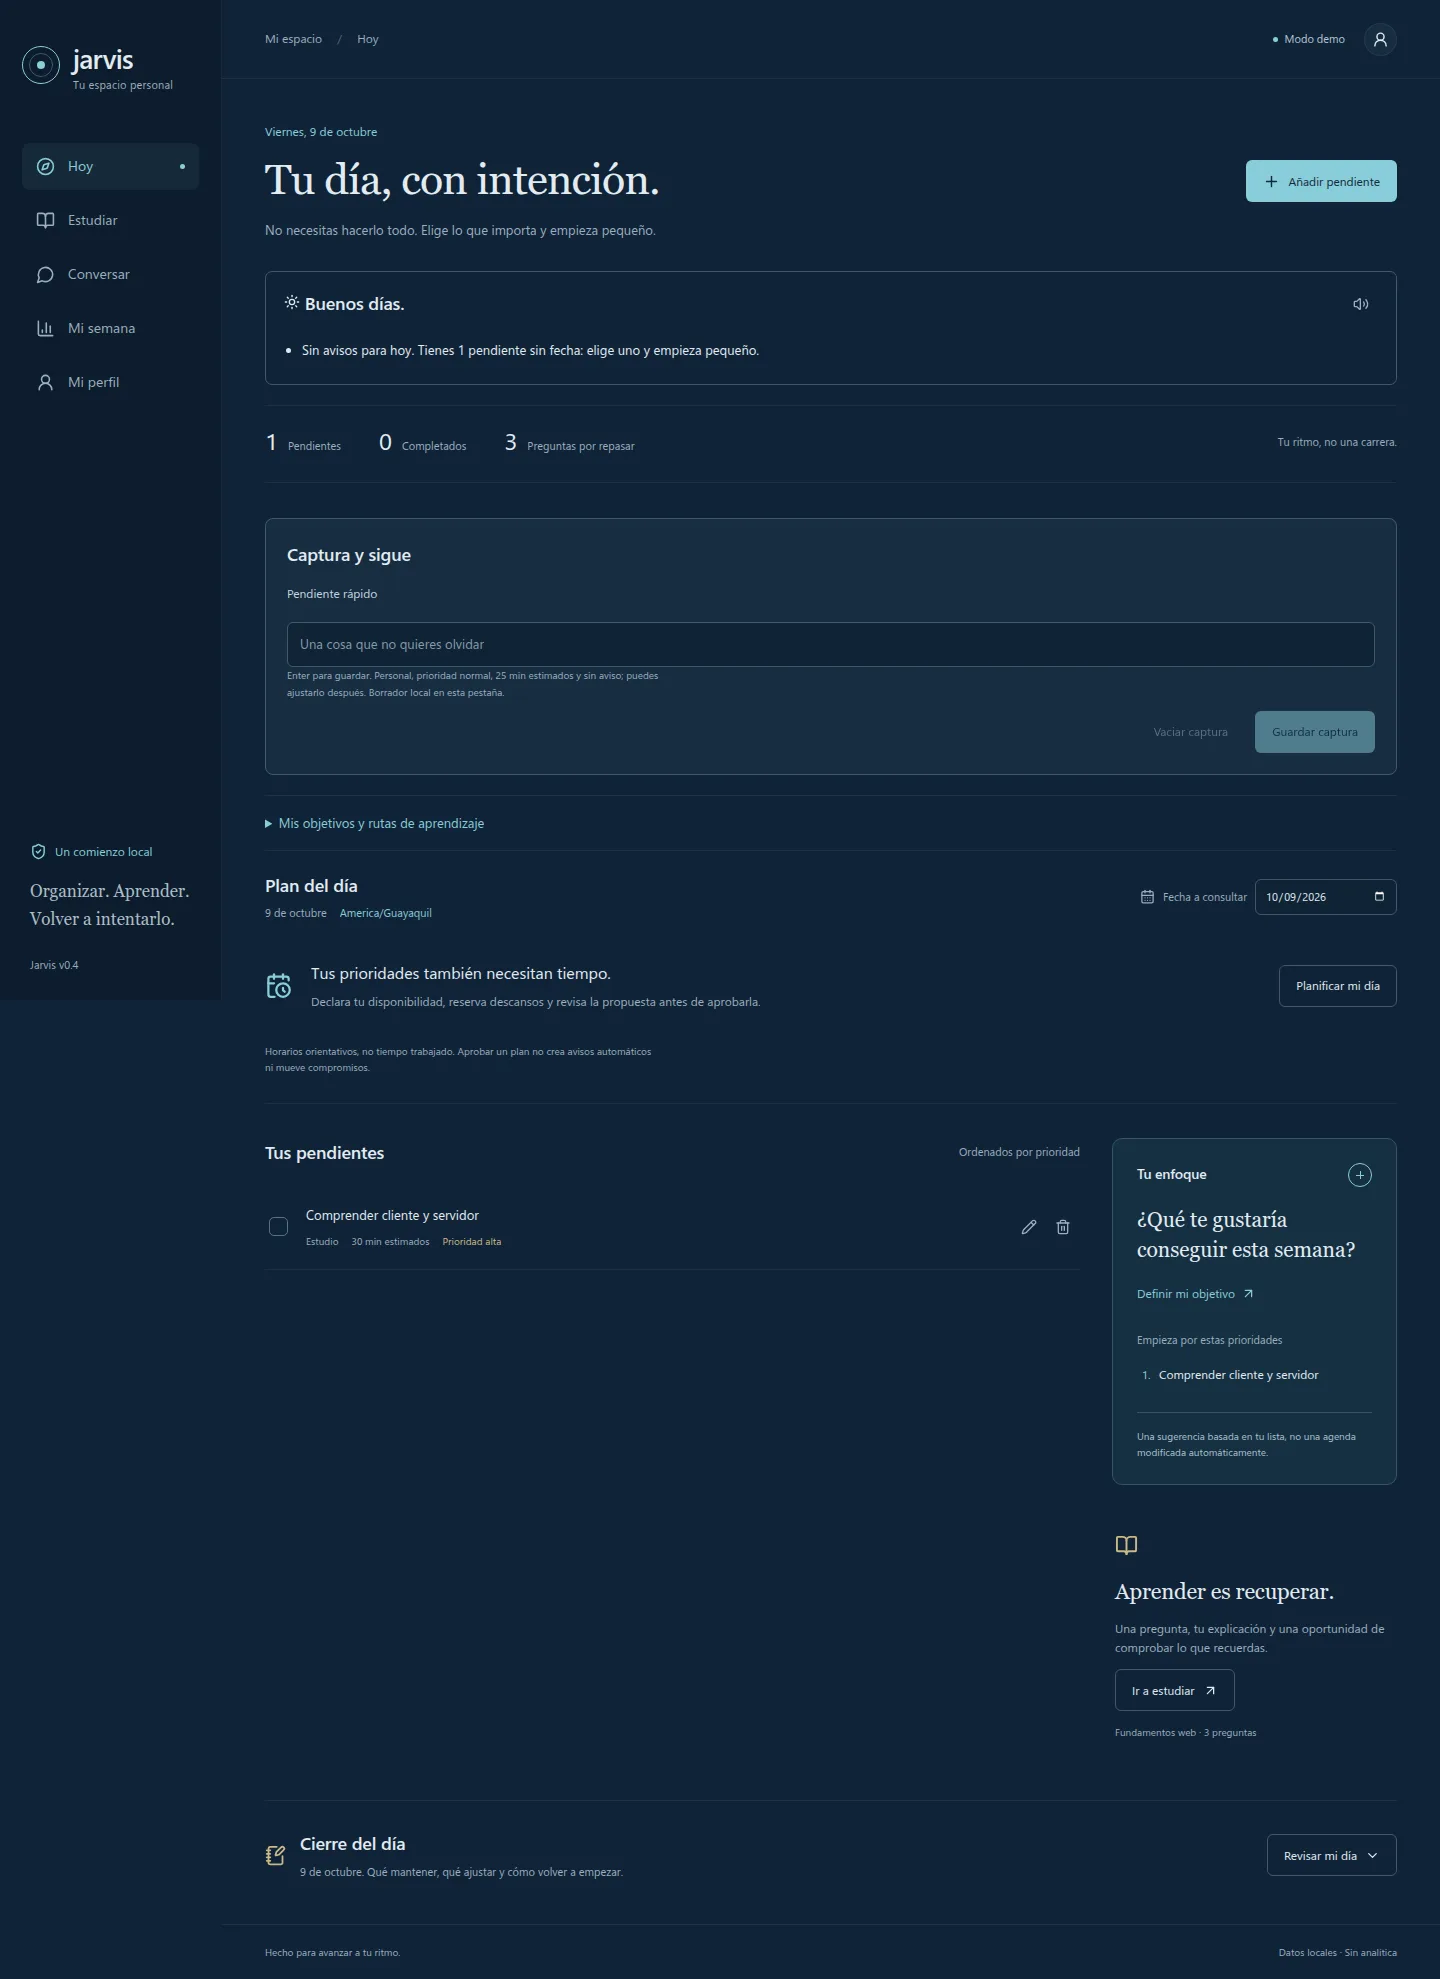 jarvis
Tu espacio personal
Hoy
Estudiar
Conversar
Mi semana
Mi perfil
Un comienzo local
Organizar. Aprender.
Volver a intentarlo.
Jarvis v0.4
Mi espacio / Hoy
Modo demo
Viernes, 9 de octubre
Tu día, con intención.
No necesitas hacerlo todo. Elige lo que importa y empieza pequeño.
Añadir pendiente
Buenos días.
Sin avisos para hoy. Tienes 1 pendiente sin fecha: elige uno y empieza pequeño.
1 Pendientes
0 Completados
3 Preguntas por repasar
Tu ritmo, no una carrera.
Captura y sigue
Pendiente rápido
Una cosa que no quieres olvidar
Enter para guardar. Personal, prioridad normal, 25 min estimados y sin aviso; puedes
ajustarlo después. Borrador local en esta pestaña.
Vaciar captura
Guardar captura
Mis objetivos y rutas de aprendizaje
Plan del día
9 de octubre America/Guayaquil
Fecha a consultar
10/09/2026
Tus prioridades también necesitan tiempo.
Declara tu disponibilidad, reserva descansos y revisa la propuesta antes de aprobarla.
Planificar mi día
Horarios orientativos, no tiempo trabajado. Aprobar un plan no crea avisos automáticos
ni mueve compromisos.
Tus pendientes
Ordenados por prioridad
Comprender cliente y servidor
Estudio 30 min estimados Prioridad alta
Tu enfoque
¿Qué te gustaría
conseguir esta semana?
Definir mi objetivo
Empieza por estas prioridades
1. Comprender cliente y servidor
Una sugerencia basada en tu lista, no una agenda
modificada automáticamente.
Aprender es recuperar.
Una pregunta, tu explicación y una oportunidad de
comprobar lo que recuerdas.
Ir a estudiar
Fundamentos web · 3 preguntas
Cierre del día
9 de octubre. Qué mantener, qué ajustar y cómo volver a empezar.
Revisar mi día
Hecho para avanzar a tu ritmo.
Datos locales · Sin analítica